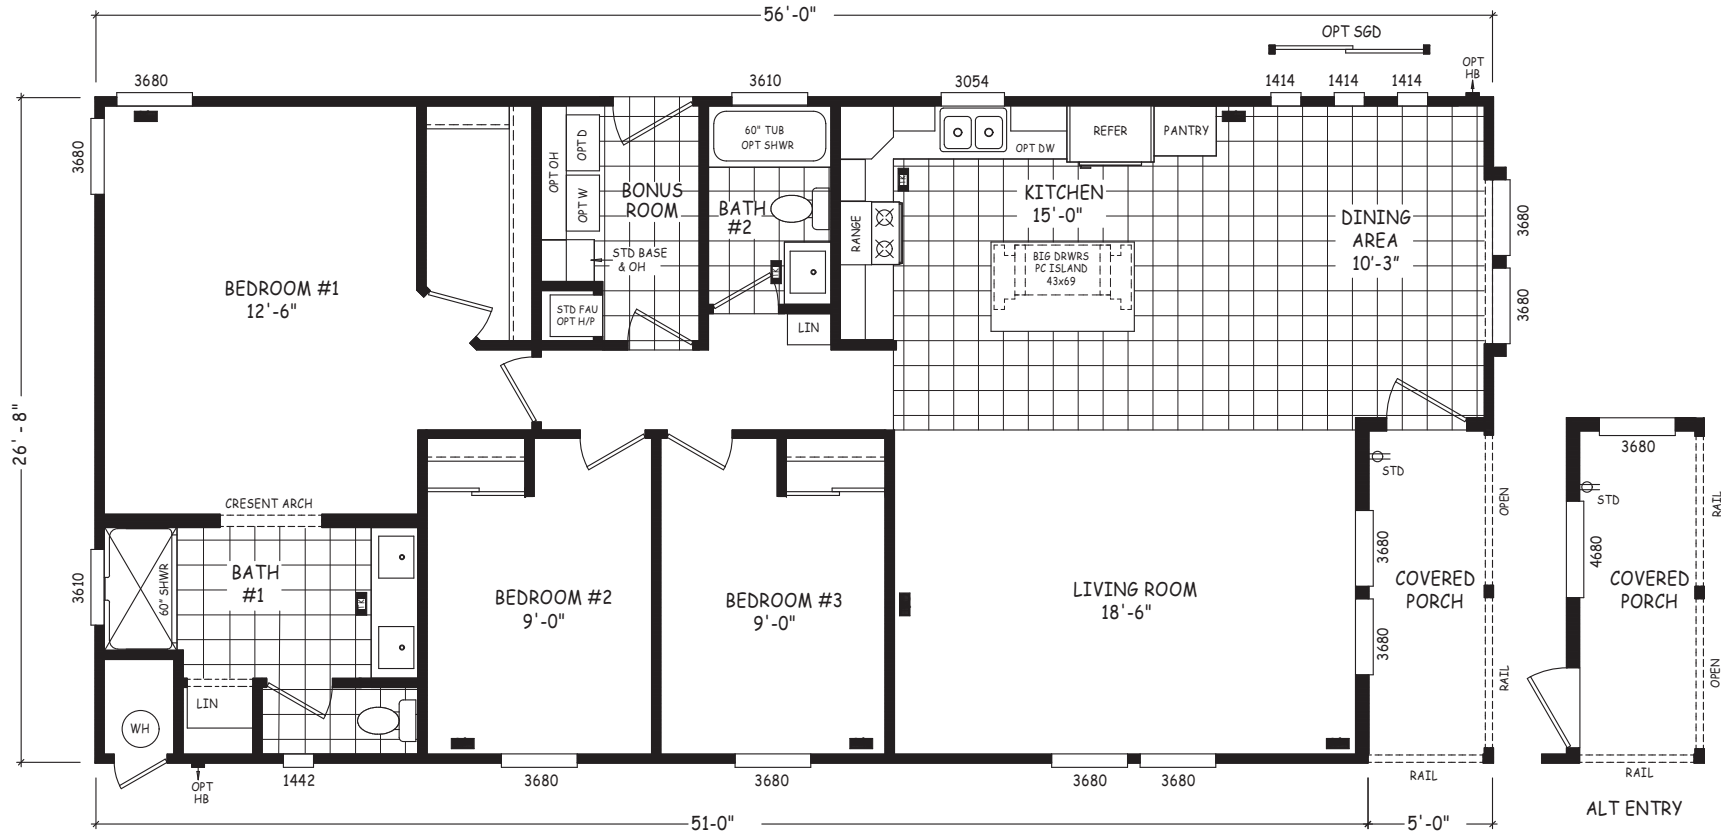 56'-0"
OPT SGD
3680
3610
3054
1414
1414
1414
OPT
HB
3680
60" TUB
OPT SHWR
OPT OH
OPT D
OPT W
BONUS
ROOM
BATH
#2
OPT DW
REFER
PANTRY
KITCHEN
15'-0"
RANGE
DINING
AREA
10'-3"
3680
3680
STD BASE
& OH
BIG DRWRS
PC ISLAND
43x69
BEDROOM #1
12'-6"
STD FAU
OPT H/P
LIN
26' - 8"
CRESENT ARCH
3610
60" SHWR
BATH
#1
BEDROOM #2
9'-0"
BEDROOM #3
9'-0"
LIVING ROOM
18'-6"
STD
3680
3680
COVERED
PORCH
OPEN
RAIL
3680
STD
4680
COVERED
PORCH
RAIL
OPEN
LIN
WH
OPT
HB
1442
3680
3680
3680
3680
RAIL
RAIL
ALT ENTRY
51-0"
5'-0"